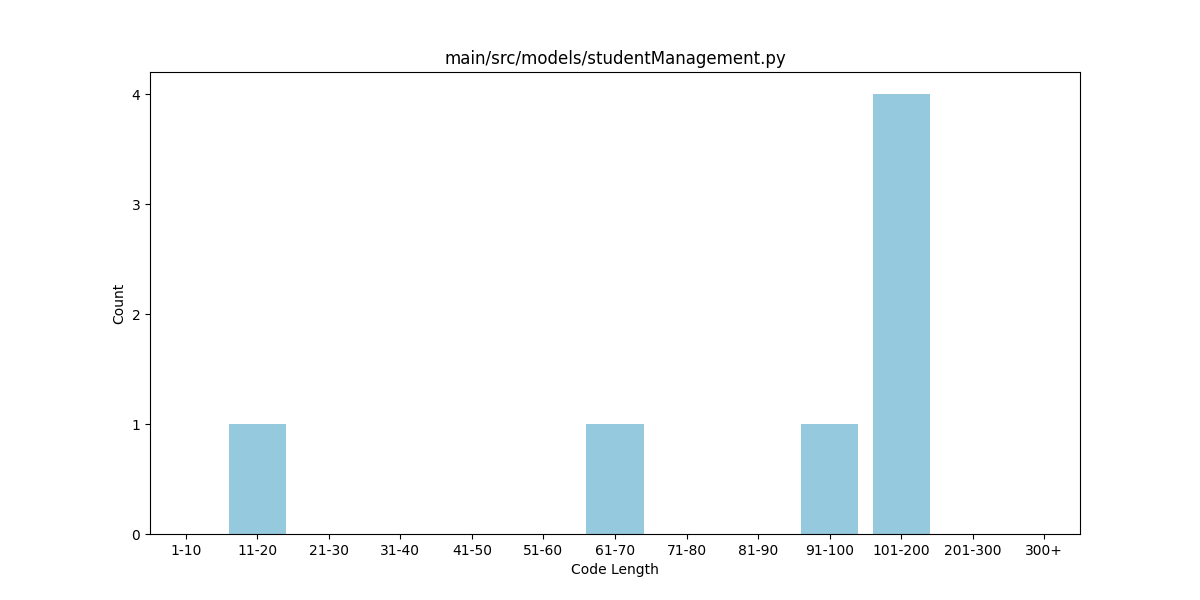 main/src/models/studentManagement.py
4
3
2
1
0
Count
1-10 11-20 21-30 31-40 41-50 51-60 61-70 71-80 81-90 91-100 101-200 201-300 300+
Code Length